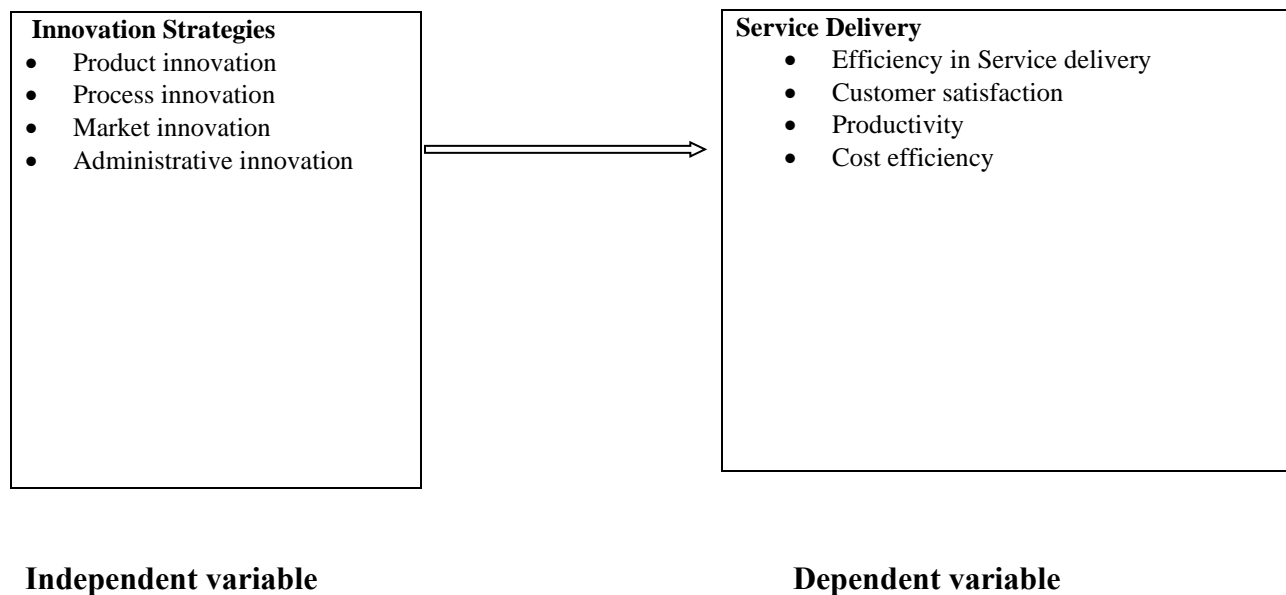 Innovation Strategies
• Product innovation
• Process innovation
• Market innovation
• Administrative innovation
Service Delivery
• Efficiency in Service delivery
• Customer satisfaction
• Productivity
• Cost efficiency
Independent variable
Dependent variable